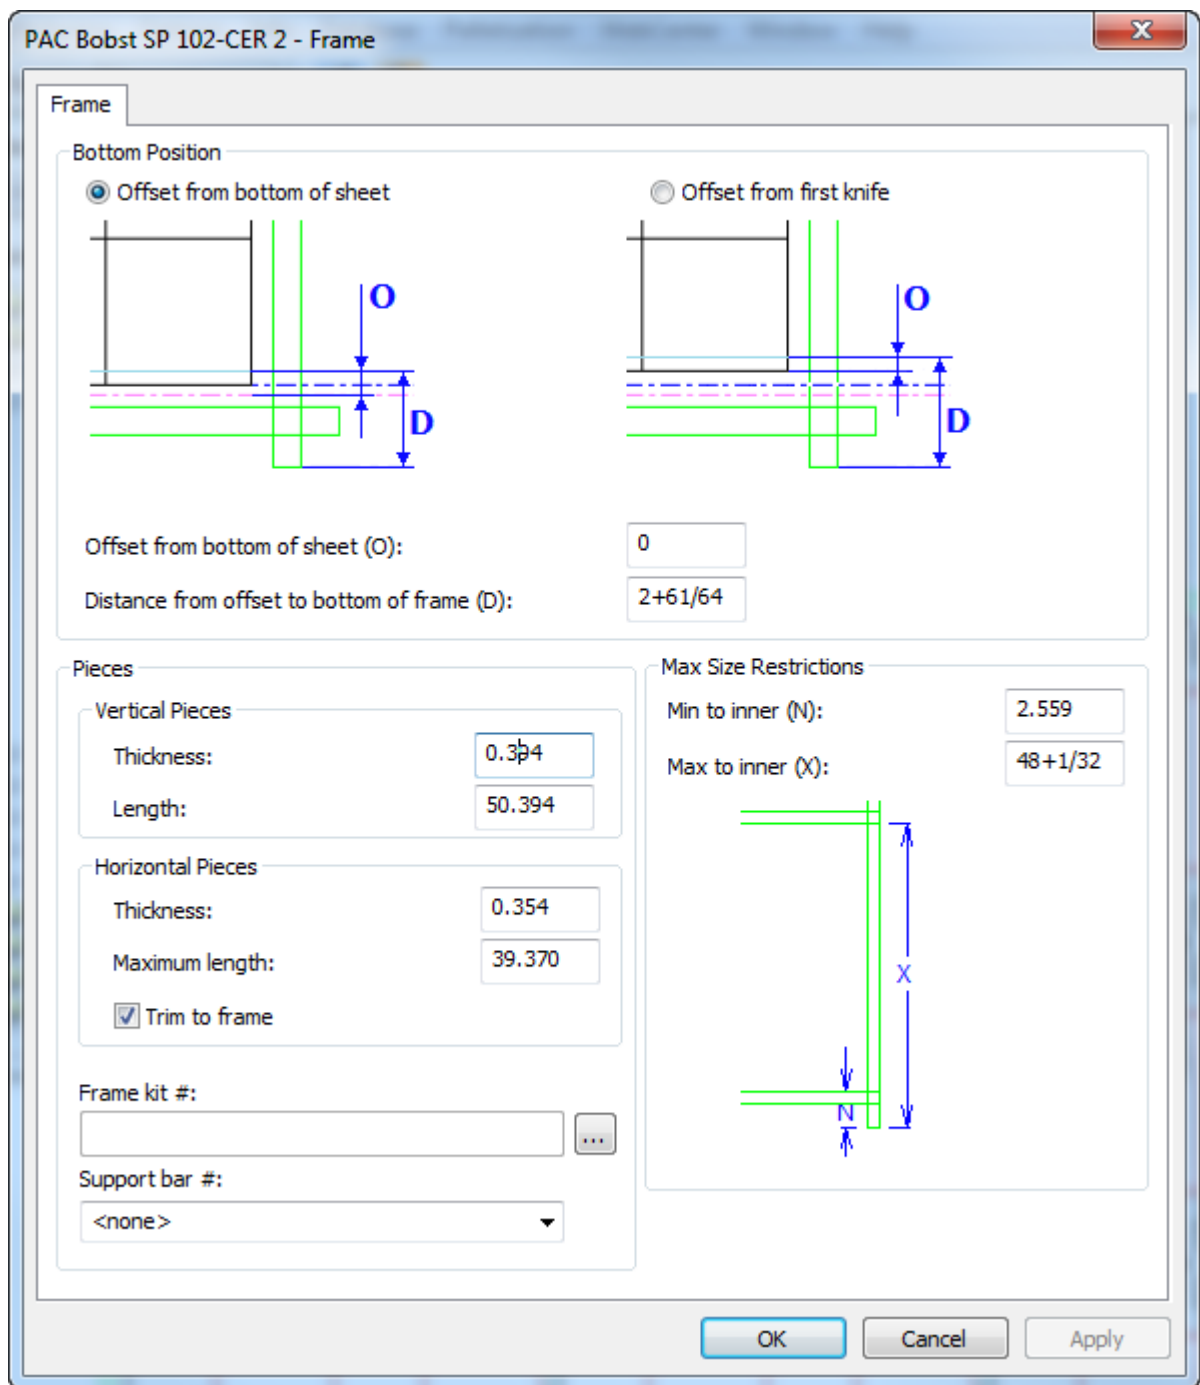 PAC Bobst SP 102-CER 2 - Frame
Frame
Bottom Position
Offset from bottom of sheet
Offset from first knife
O
D
O
D
Offset from bottom of sheet (O):
0
Distance from offset to bottom of frame (D):
2+61/64
Pieces
Vertical Pieces
Thickness:
0.394
Length:
50.394
Horizontal Pieces
Thickness:
0.354
Maximum length:
39.370
Trim to frame
Frame kit #:
...
Support bar #:
<none>
Max Size Restrictions
Min to inner (N):
2.559
Max to inner (X):
48+1/32
X
N
OK
Cancel
Apply